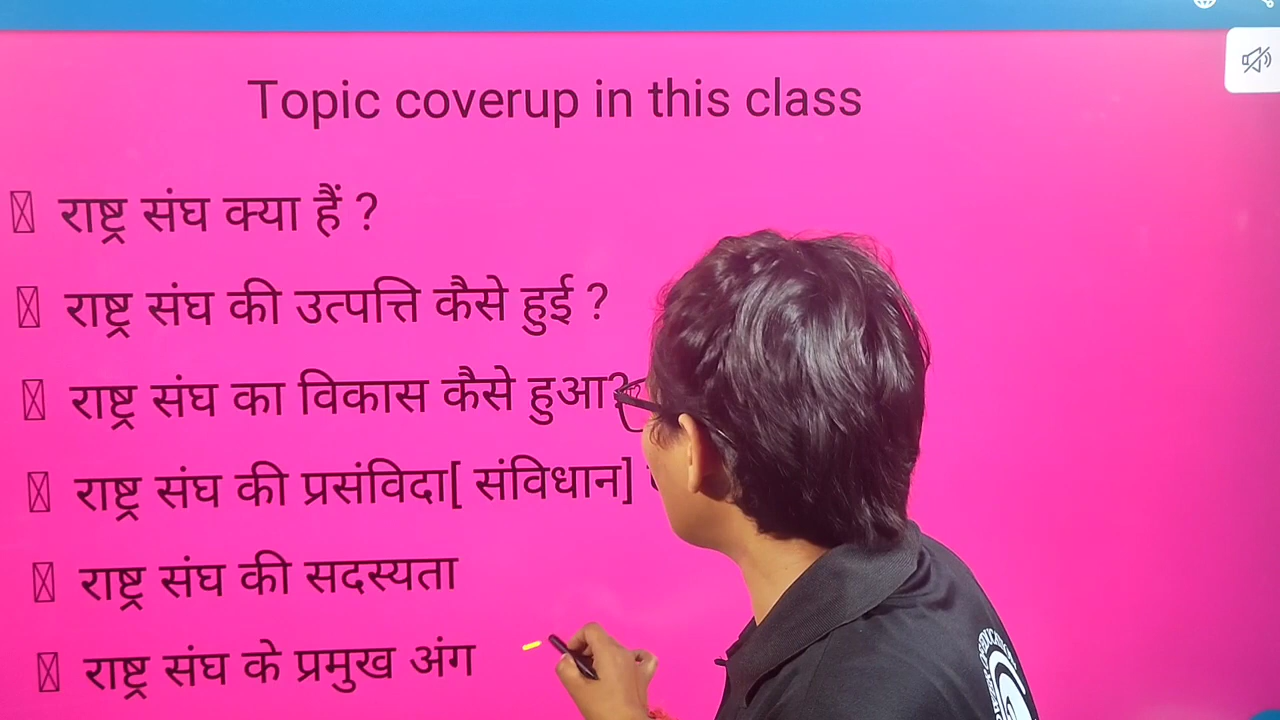 Topic coverup in this class
राष्ट्र संघ क्या हैं ?
राष्ट्र संघ की उत्पत्ति कैसे हुई ?
राष्ट्र संघ का विकास कैसे हुआ?
राष्ट्र संघ की प्रसंविदा[ संविधान]
राष्ट्र संघ की सदस्यता
राष्ट्र संघ के प्रमुख अंग